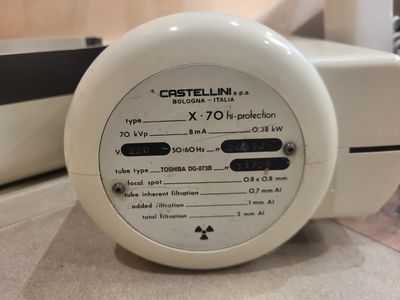 CASTELLINI s.p.a.
BOLOGNA - ITALIA
type X·70 hi-protection
70 kVp 8mA 0.38 kW
V 220 ~ 50/60 Hz n°
tube type TOSHIBA DG-073B n°
focal spot 0.8 x 0.8 mm
tube inherent filtration 0,7 mm Al
added filtration 1 mm Al
total filtration 2 mm Al